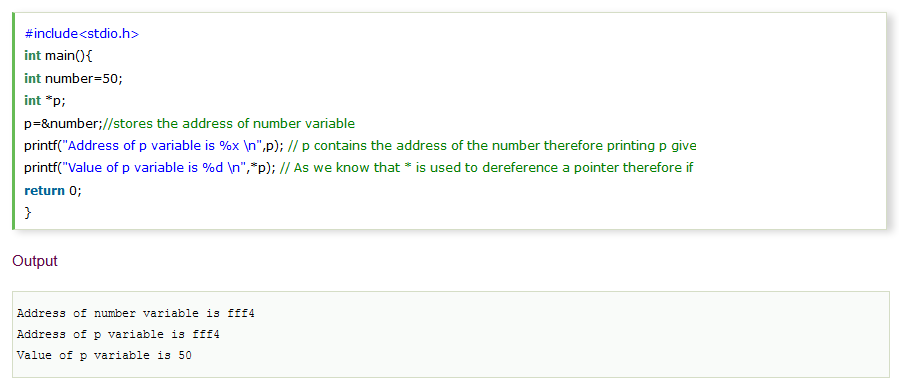 #include<stdio.h>
int main(){
int number=50;
int *p;
p=&number;//stores the address of number variable
printf("Address of p variable is %x \n",p); // p contains the address of the number therefore printing p give
printf("Value of p variable is %d \n",*p); // As we know that * is used to dereference a pointer therefore if
return 0;
}
Output
Address of number variable is fff4
Address of p variable is fff4
Value of p variable is 50